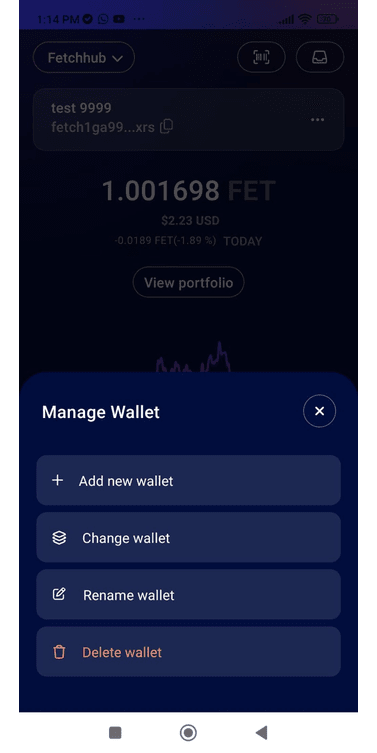 1:14 PM
Fetchhub
test 9999
fetch1ga99...xrs
1.001698 FET
$2.23 USD
-0.0189 FET(-1.89 %) TODAY
View portfolio
Manage Wallet
Add new wallet
Change wallet
Rename wallet
Delete wallet